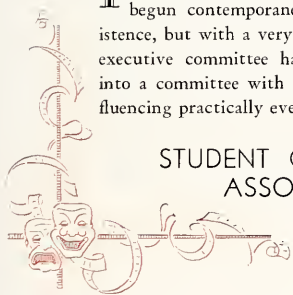 begun contemporane
istence, but with a very
executive committee ha
into a committee with
fluencing practically eve
STUDENT
ASSO